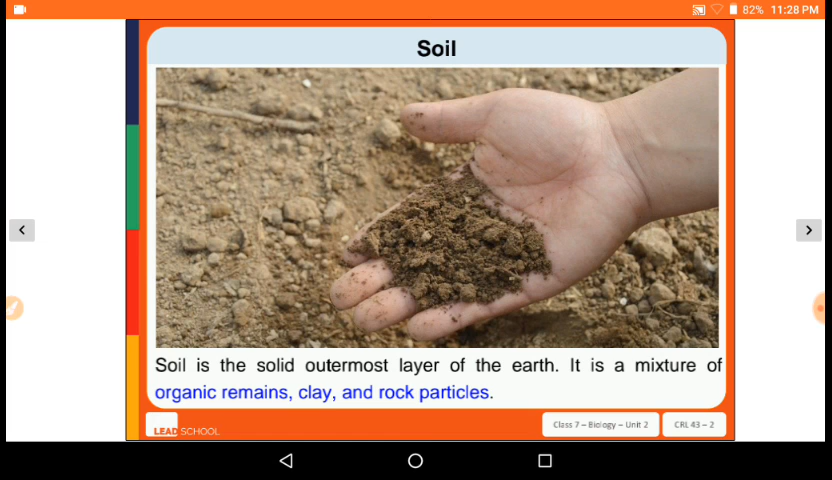 82% 11:28 PM
Soil
Soil is the solid outermost layer of the earth. It is a mixture of
organic remains, clay, and rock particles.
LEAD SCHOOL
Class 7 – Biology – Unit 2
CRL 43 – 2